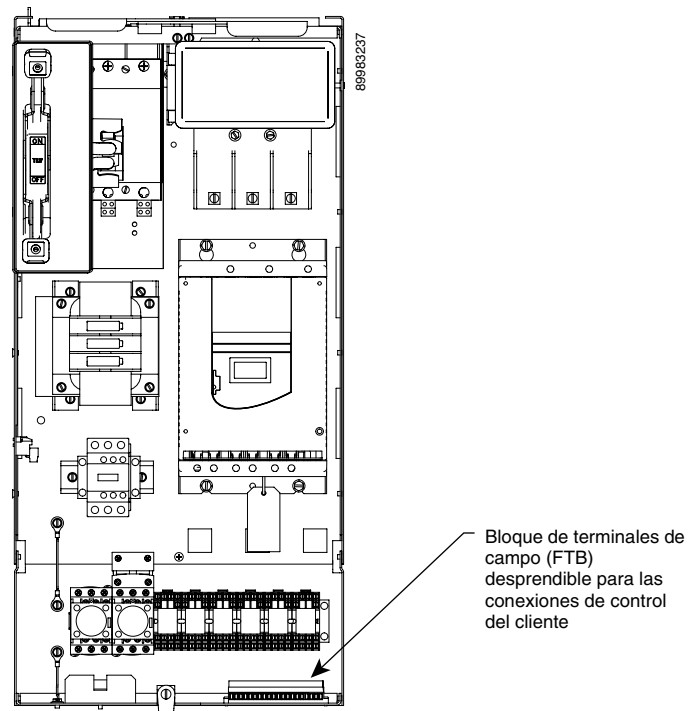 89983237
ON
OFF
Bloque de terminales de
campo (FTB)
desprendible para las
conexiones de control
del cliente